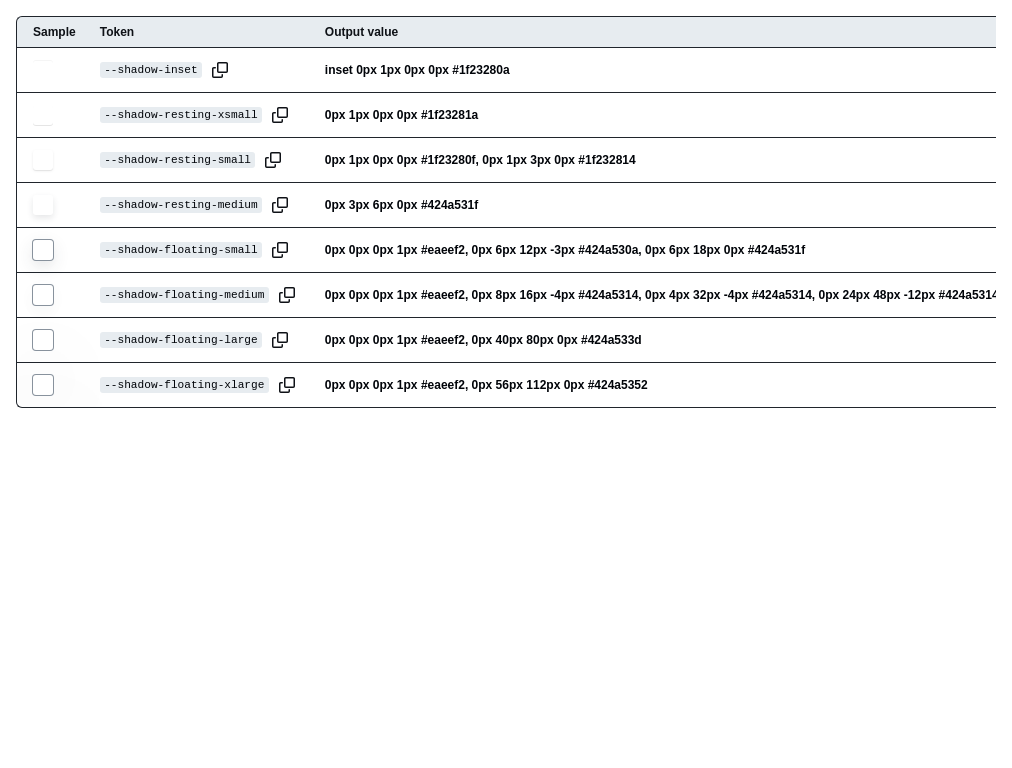 Sample Token Output value
--shadow-inset inset 0px 1px 0px 0px #1f23280a
--shadow-resting-xsmall 0px 1px 0px 0px #1f23281a
--shadow-resting-small 0px 1px 0px 0px #1f23280f, 0px 1px 3px 0px #1f232814
--shadow-resting-medium 0px 3px 6px 0px #424a531f
--shadow-floating-small 0px 0px 0px 1px #eaeef2, 0px 6px 12px -3px #424a530a, 0px 6px 18px 0px #424a531f
--shadow-floating-medium 0px 0px 0px 1px #eaeef2, 0px 8px 16px -4px #424a5314, 0px 4px 32px -4px #424a5314, 0px 24px 48px -12px #424a5314
--shadow-floating-large 0px 0px 0px 1px #eaeef2, 0px 40px 80px 0px #424a533d
--shadow-floating-xlarge 0px 0px 0px 1px #eaeef2, 0px 56px 112px 0px #424a5352